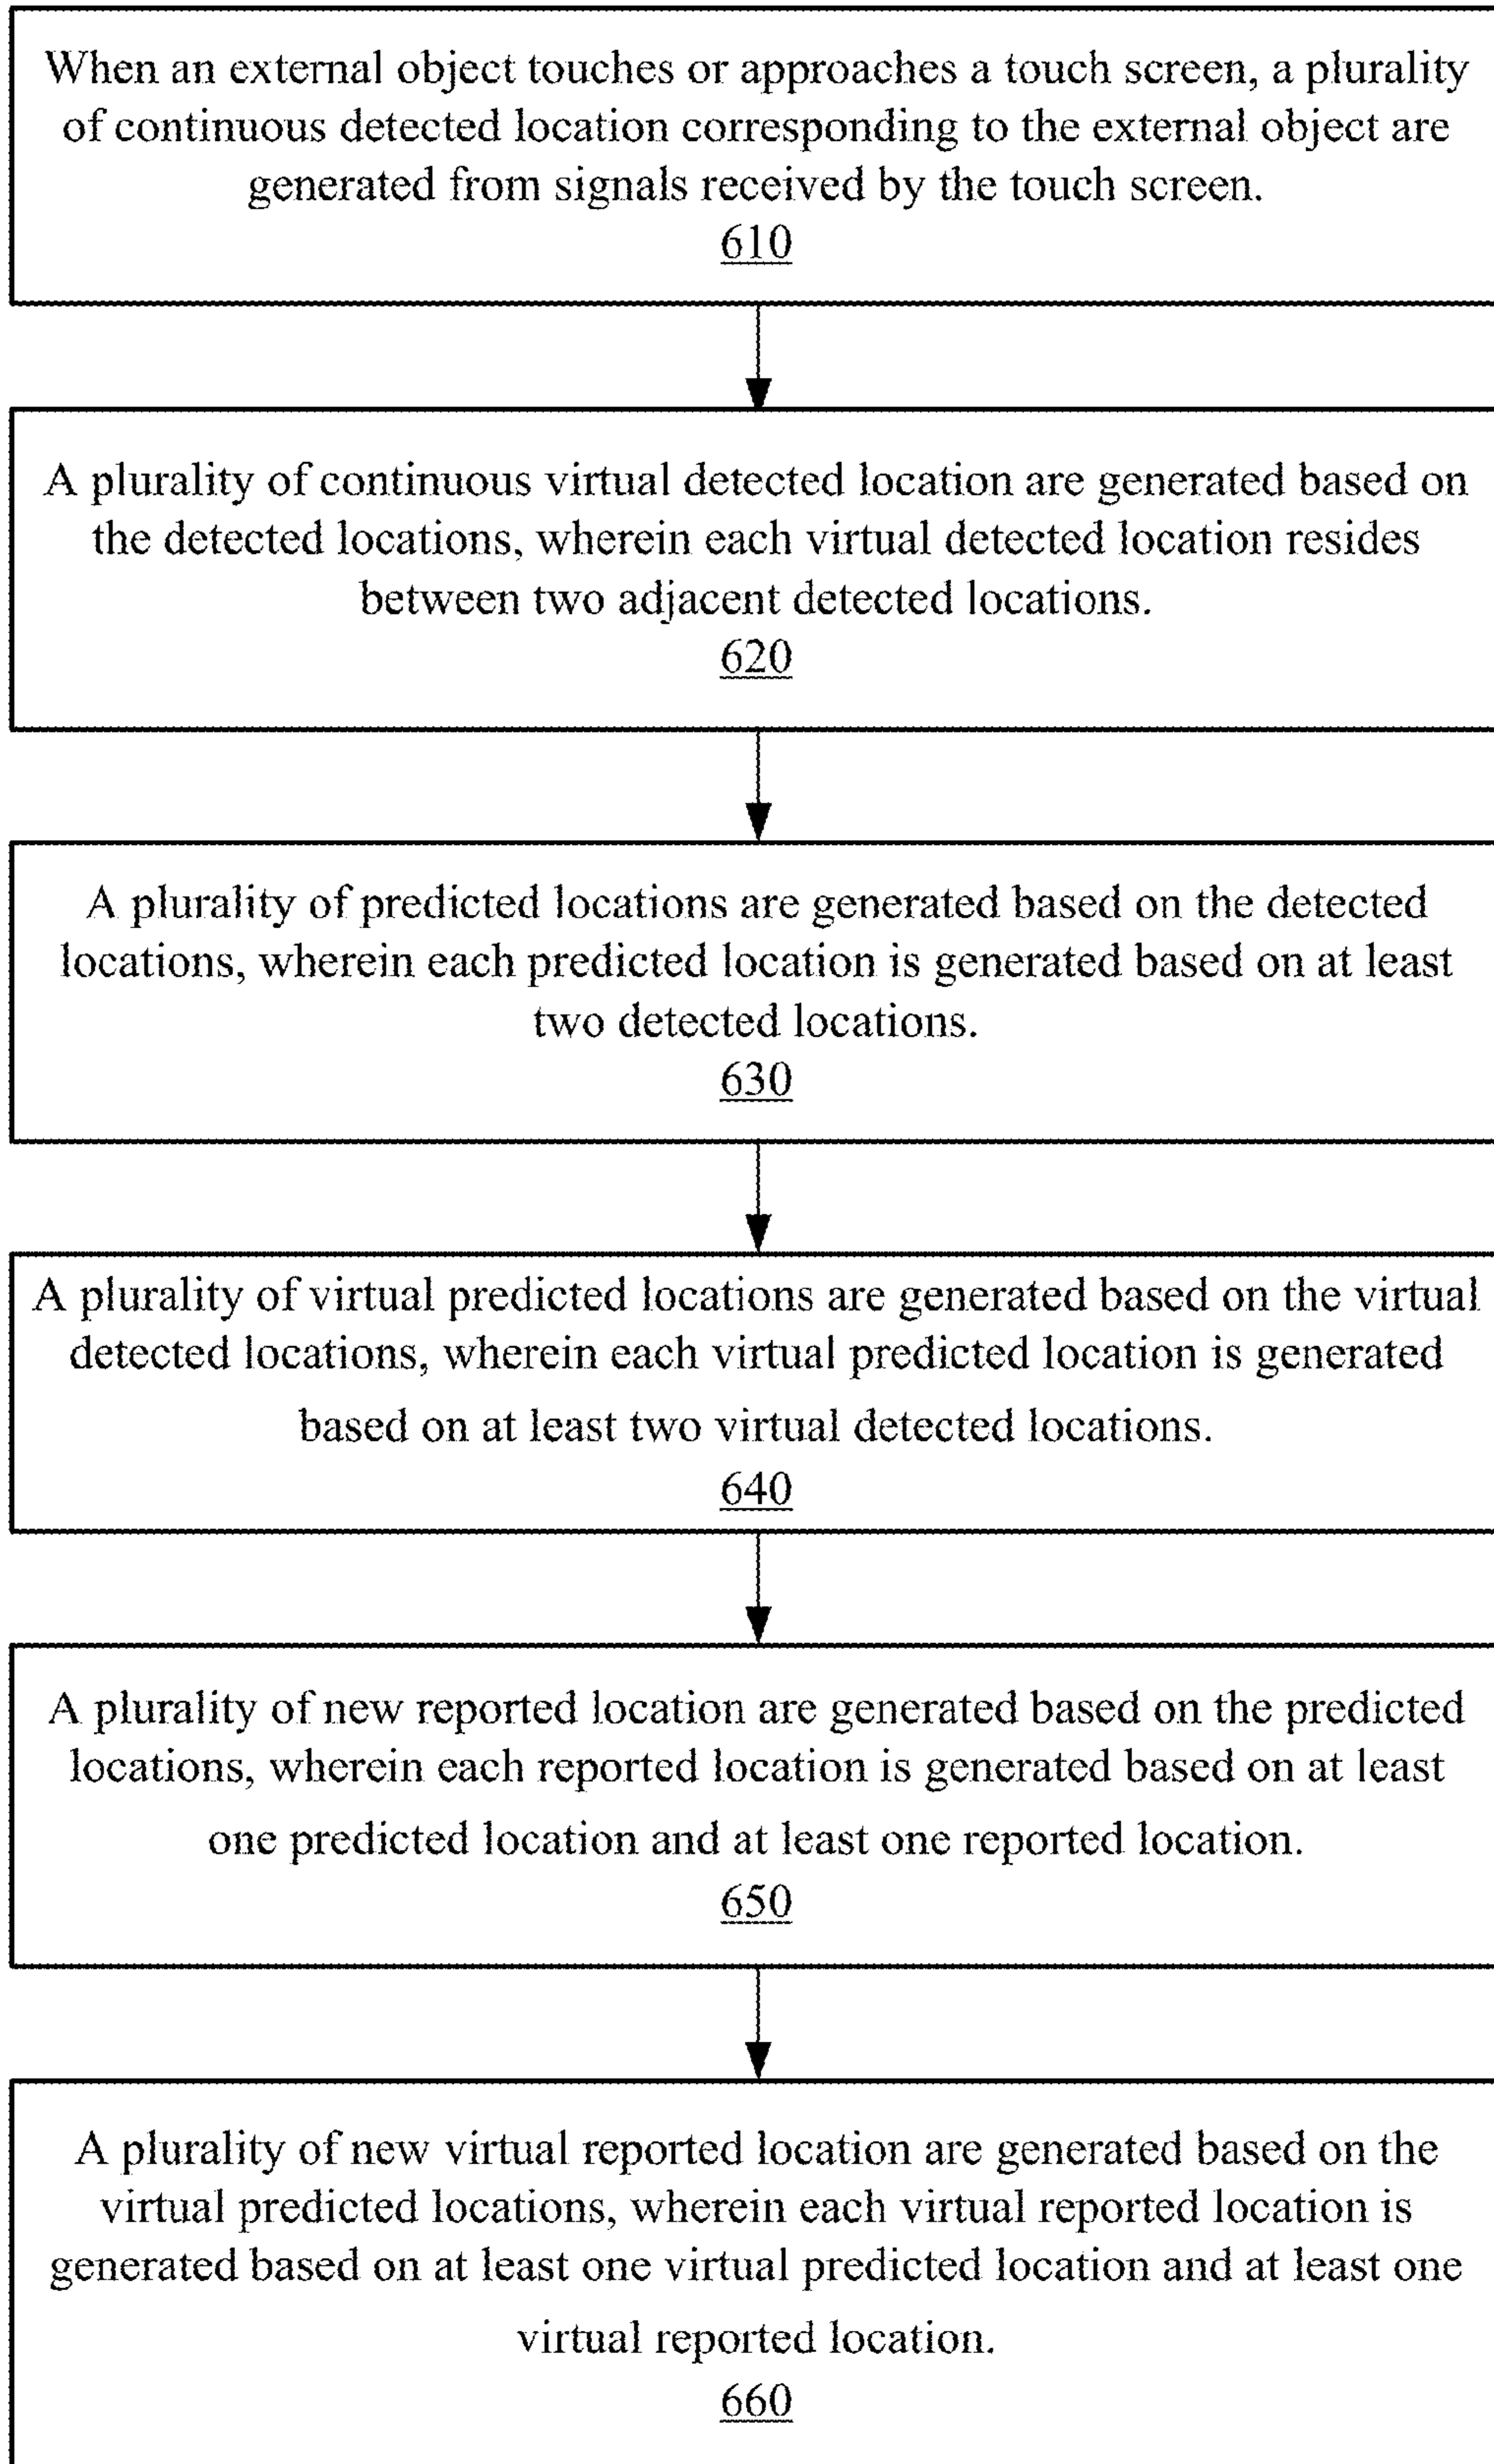 When an external object touches or approaches a touch screen, a plurality
of continuous detected location corresponding to the external object are
generated from signals received by the touch screen.
610
A plurality of continuous virtual detected location are generated based on
the detected locations, wherein each virtual detected location resides
between two adjacent detected locations.
620
A plurality of predicted locations are generated based on the detected
locations, wherein each predicted location is generated based on at least
two detected locations.
630
A plurality of virtual predicted locations are generated based on the virtual
detected locations, wherein each virtual predicted location is generated
based on at least two virtual detected locations.
640
A plurality of new reported location are generated based on the predicted
locations, wherein each reported location is generated based on at least
one predicted location and at least one reported location.
650
A plurality of new virtual reported location are generated based on the
virtual predicted locations, wherein each virtual reported location is
generated based on at least one virtual predicted location and at least one
virtual reported location.
660